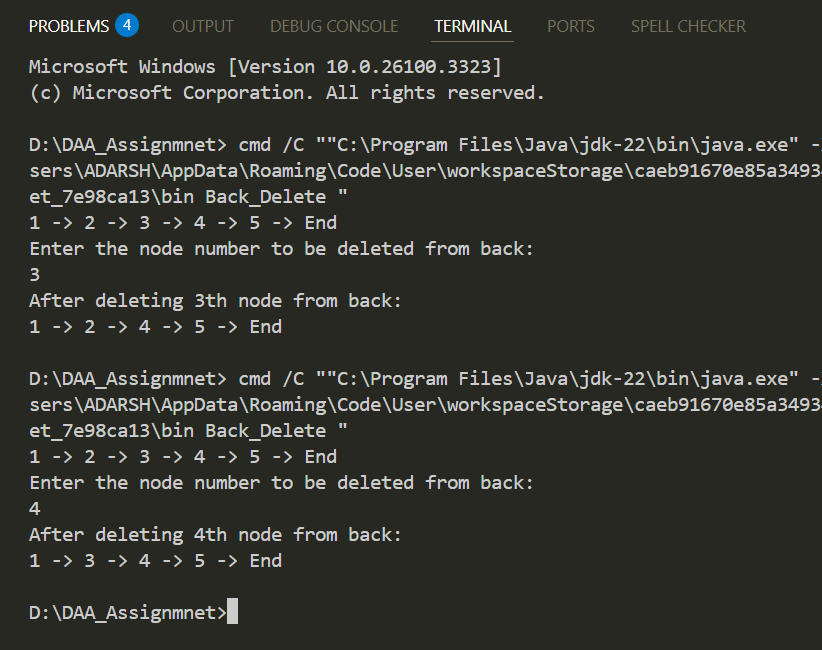 PROBLEMS 4 OUTPUT DEBUG CONSOLE TERMINAL PORTS SPELL CHECKER
Microsoft Windows [Version 10.0.26100.3323]
(c) Microsoft Corporation. All rights reserved.
D:\DAA_Assignmnet> cmd /C ""C:\Program Files\Java\jdk-22\bin\java.exe" -
sers\ADARSH\AppData\Roaming\Code\User\workspaceStorage\caeb91670e85a3493
et_7e98ca13\bin Back_Delete "
1 -> 2 -> 3 -> 4 -> 5 -> End
Enter the node number to be deleted from back:
3
After deleting 3th node from back:
1 -> 2 -> 4 -> 5 -> End
D:\DAA_Assignmnet> cmd /C ""C:\Program Files\Java\jdk-22\bin\java.exe" -
sers\ADARSH\AppData\Roaming\Code\User\workspaceStorage\caeb91670e85a3493
et_7e98ca13\bin Back_Delete "
1 -> 2 -> 3 -> 4 -> 5 -> End
Enter the node number to be deleted from back:
4
After deleting 4th node from back:
1 -> 3 -> 4 -> 5 -> End
D:\DAA_Assignmnet>